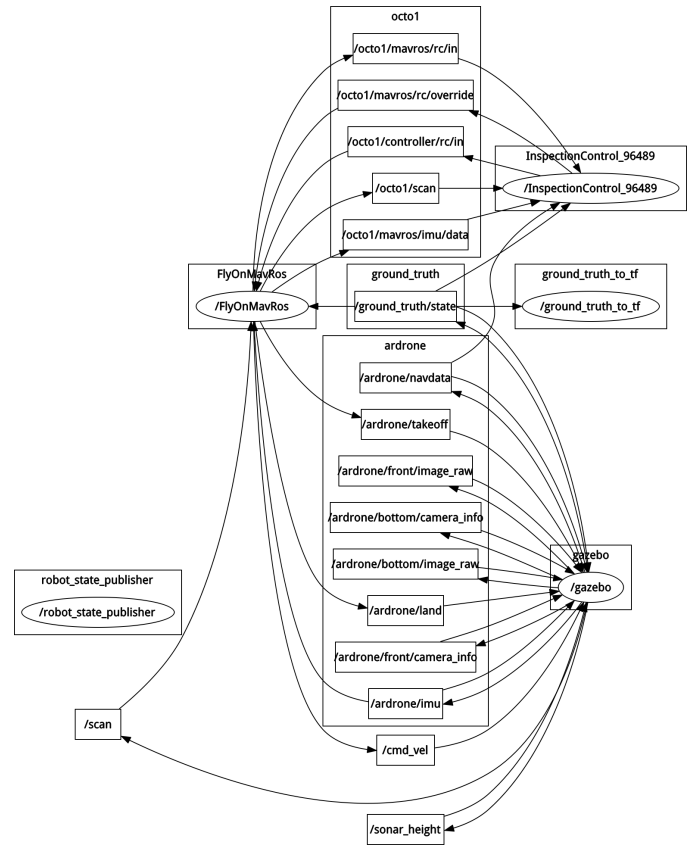 octo1
/octo1/mavros/rc/in
/octo1/mavros/rc/override
/octo1/controller/rc/in
InspectionControl_96489
/octo1/scan
/InspectionControl_96489
/octo1/mavros/imu/data
FlyOnMavRos
ground_truth
ground_truth_to_tf
/FlyOnMavRos
/ground_truth/state
/ground_truth_to_tf
ardrone
/ardrone/navdata
/ardrone/takeoff
/ardrone/front/image_raw
/ardrone/bottom/camera_info
gazebo
/ardrone/bottom/image_raw
robot_state_publisher
/gazebo
/robot_state_publisher
/ardrone/land
/ardrone/front/camera_info
/ardrone/imu
/scan
/cmd_vel
/sonar_height